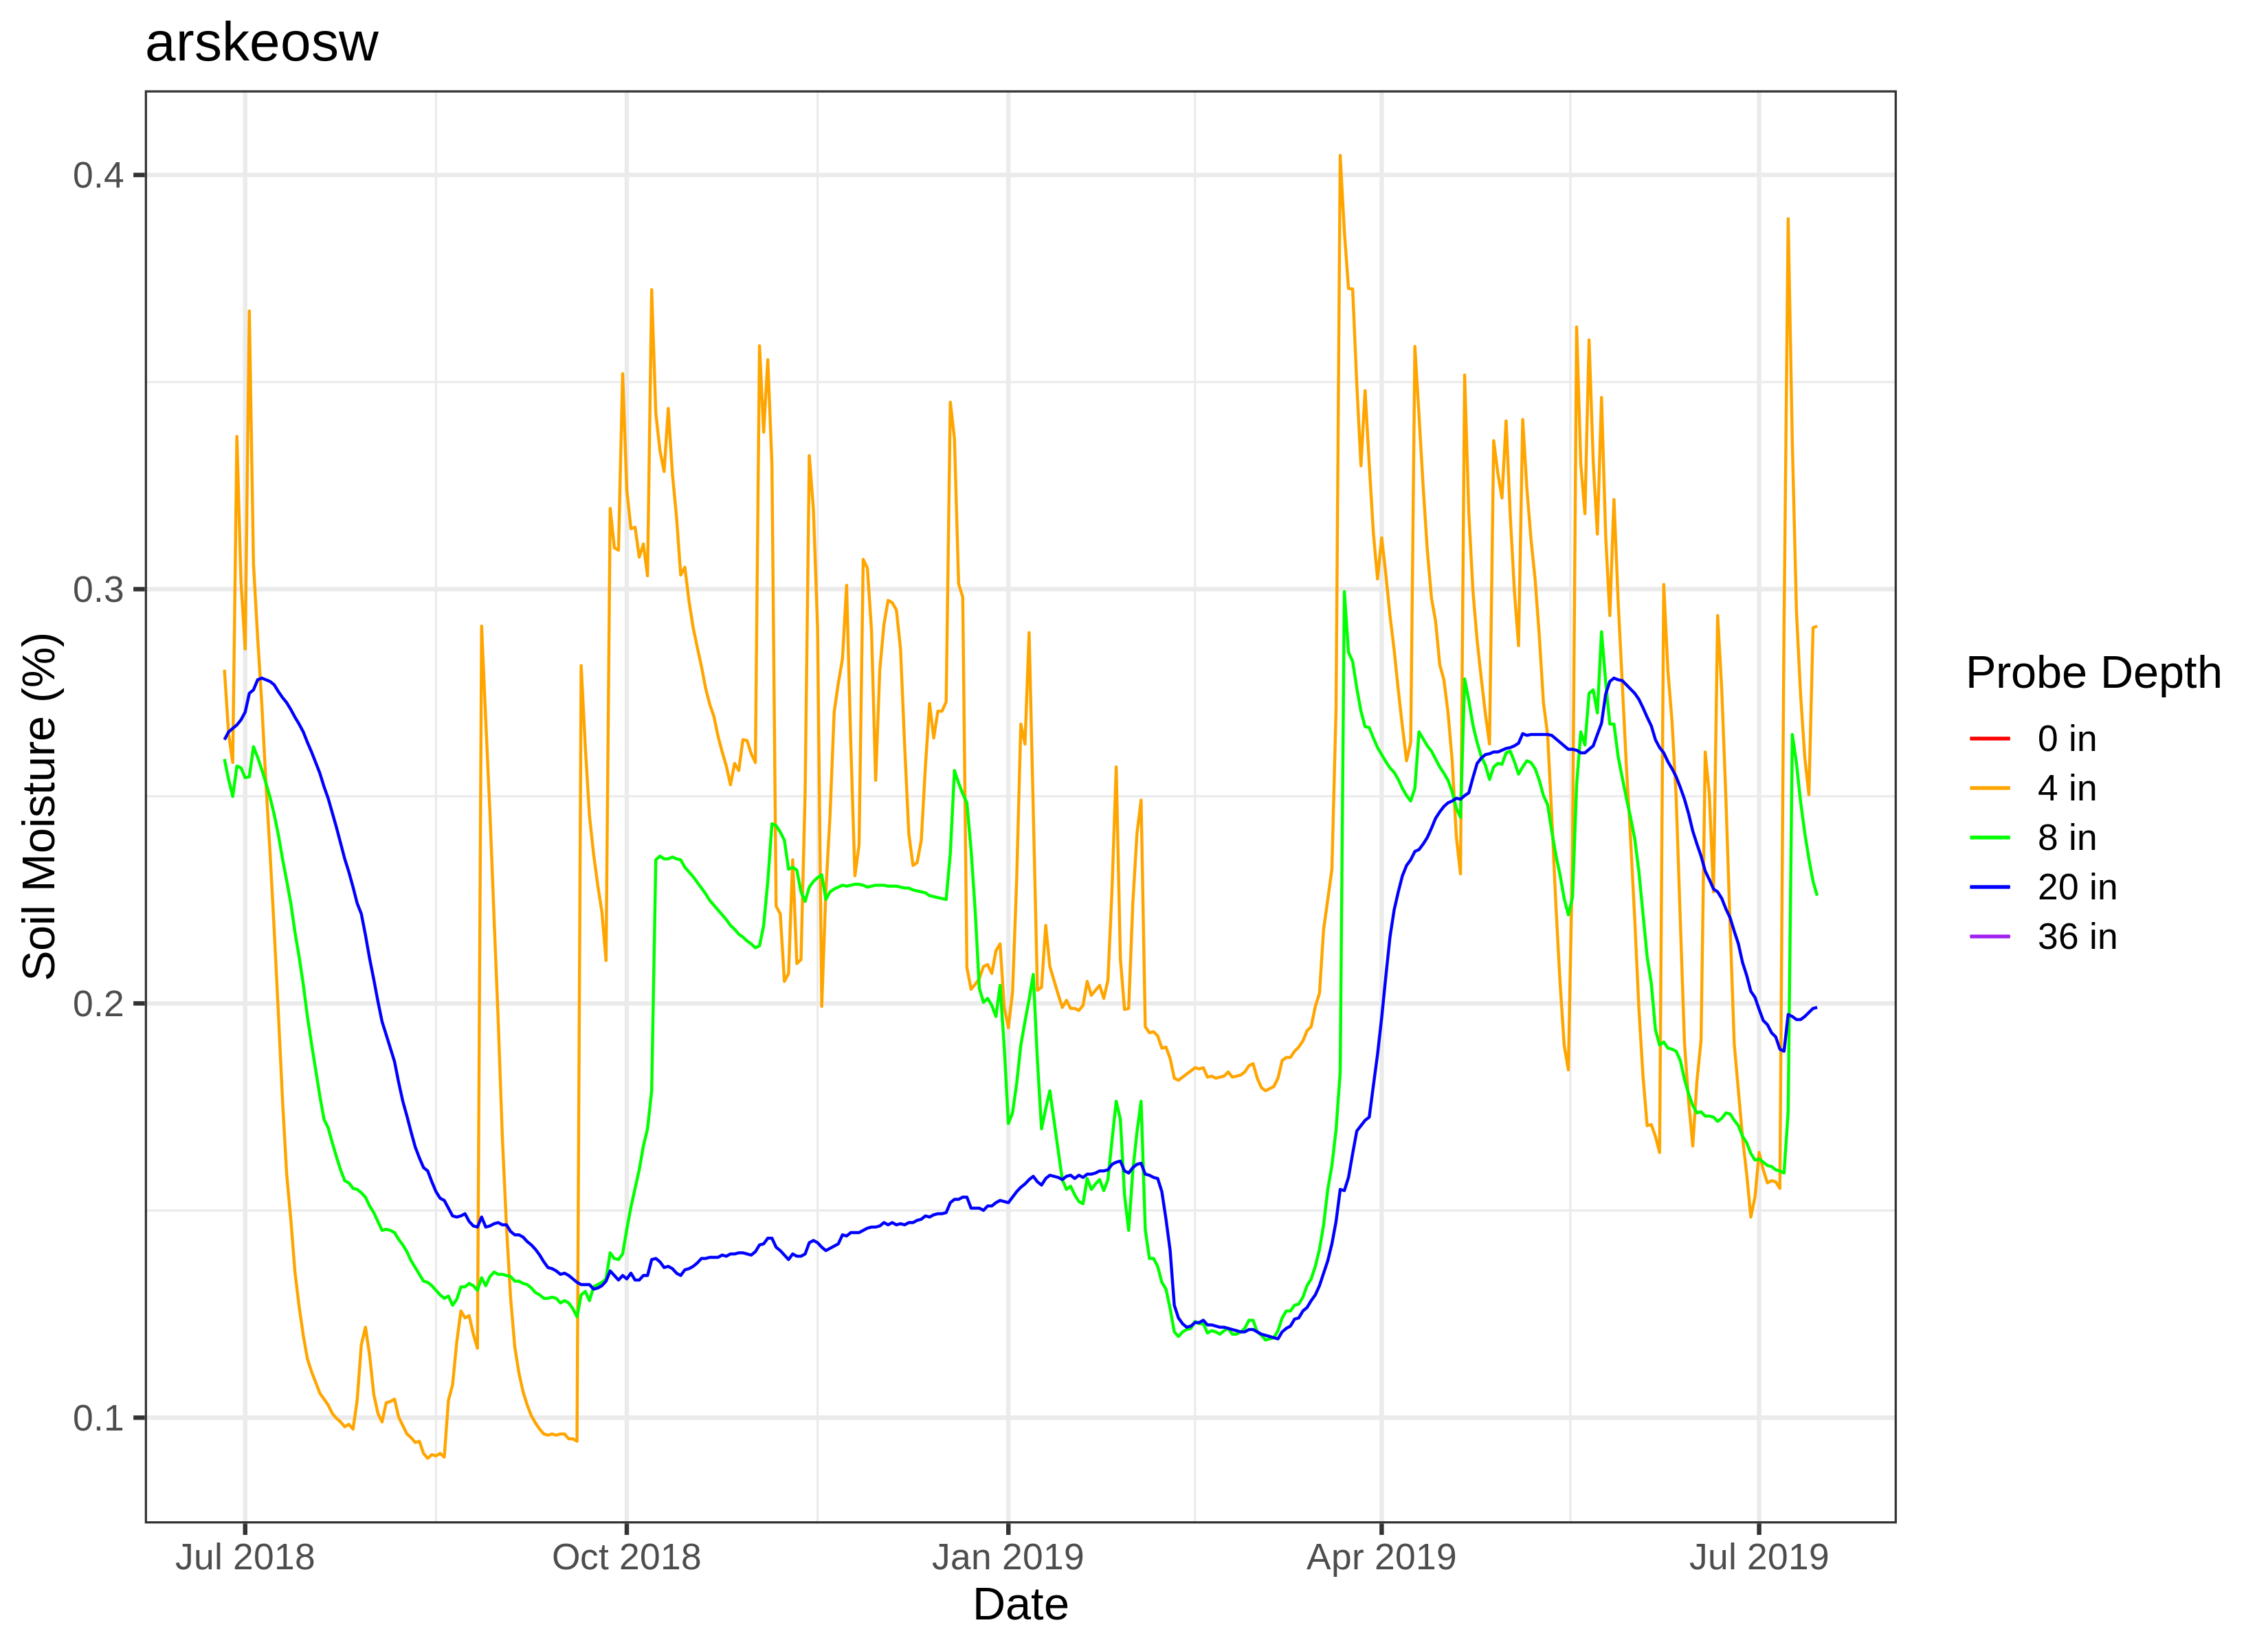 arskeosw
0.4
0.3
0.2
0.1
Soil Moisture (%)
Jul 2018
Oct 2018
Jan 2019
Apr 2019
Jul 2019
Date
Probe Depth
0 in
4 in
8 in
20 in
36 in